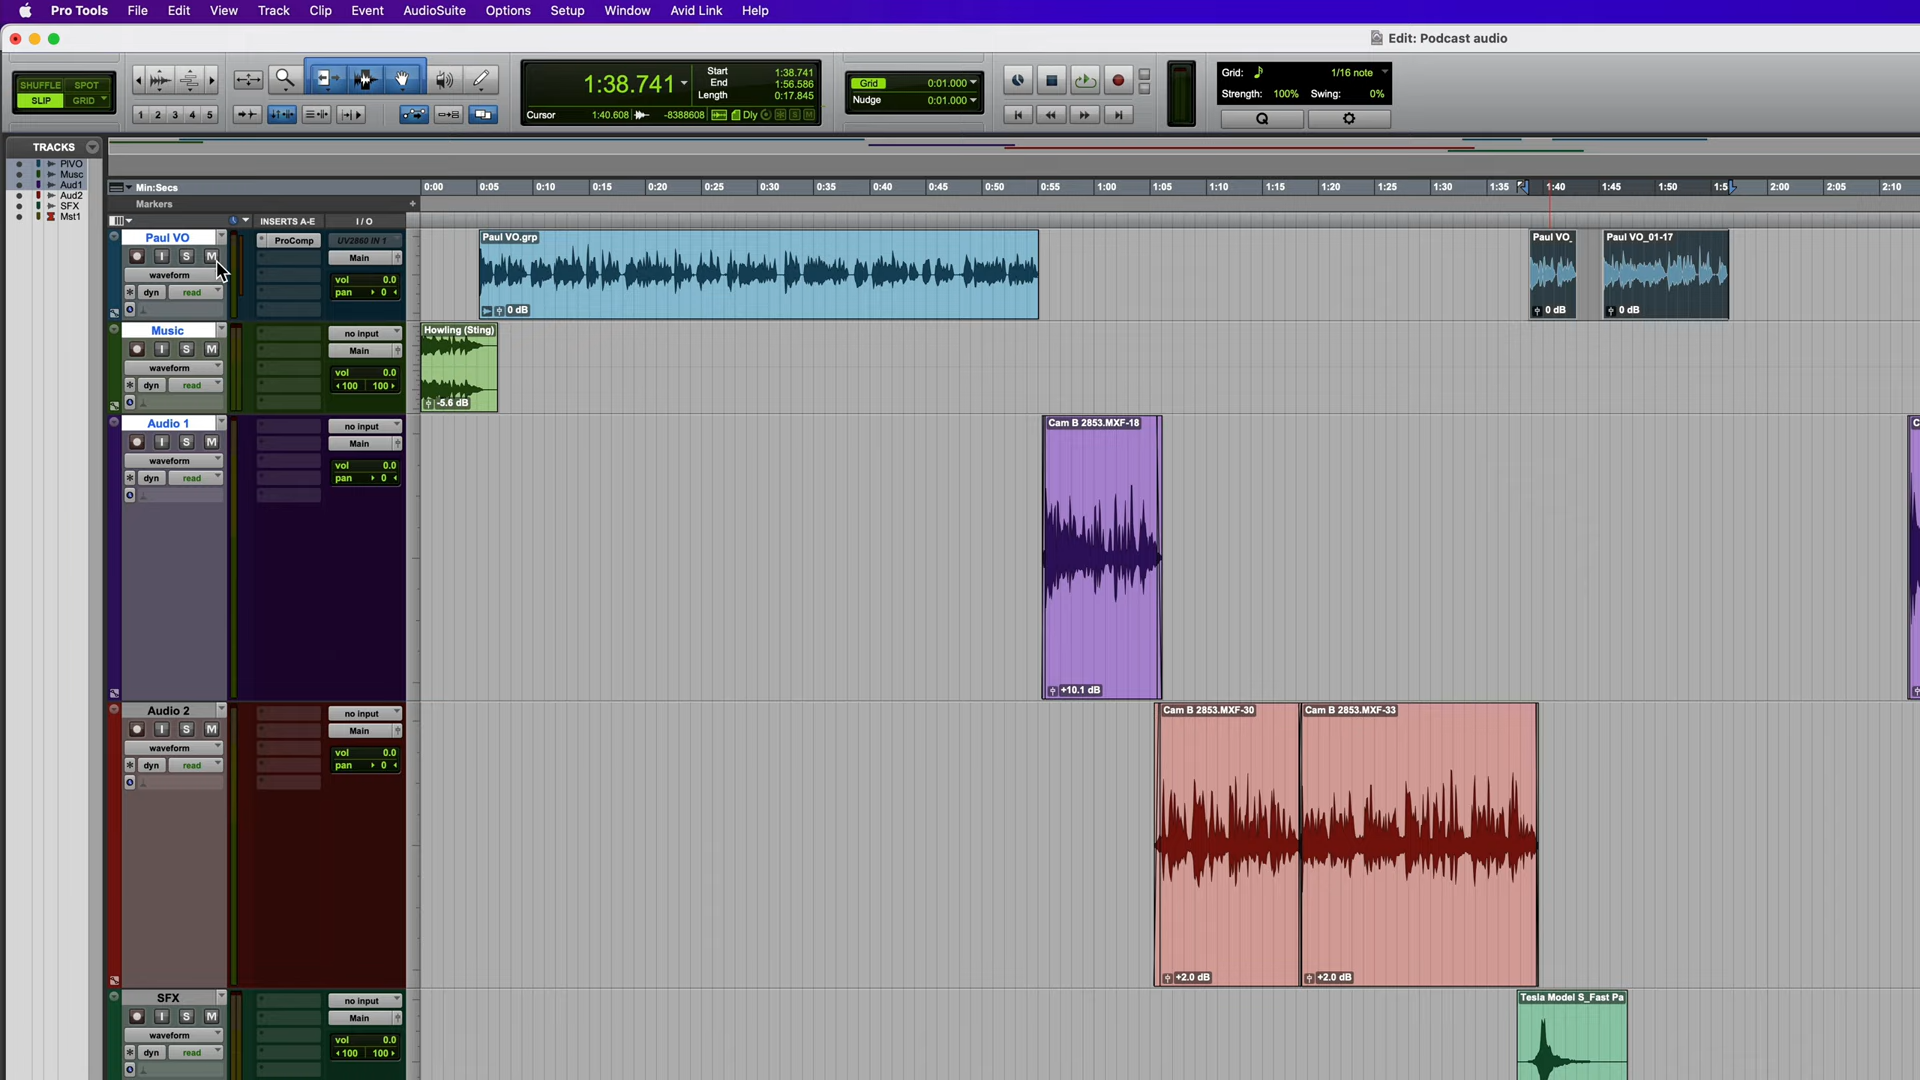 Pro Tools File Edit View Track Clip Event AudioSuite Options Setup Window Avid Link Help
Edit: Podcast audio
SHUFFLE SPOT
SLIP GRID
1 2 3 4 5
1:38.741
Start 1:38.741
End 1:56.586
Length 0:17.845
Cursor 1:40.608 -8388608 Dly S M
Grid 0:01.000
Nudge 0:01.000
Grid: 1/16 note
Strength: 100% Swing: 0%
Q
TRACKS
PIVO
Musc
Aud1
Aud2
SFX
Mst1
Min:Secs 0:00 0:05 0:10 0:15 0:20 0:25 0:30 0:35 0:40 0:45 0:50 0:55 1:00 1:05 1:10 1:15 1:20 1:25 1:30 1:35 1:40 1:45 1:50 1:5 2:00 2:05 2:10
Markers +
INSERTS A-E I / O
Paul VO ProComp UV2860 IN 1
I S M Main
waveform vol 0.0
dyn read pan 0
Paul VO.grp
0 dB
Paul VO_
0 dB
Paul VO_01-17
0 dB
Music no input
I S M Main
waveform vol 0.0
dyn read 100 100
Howling (Sting)
-5.6 dB
Audio 1 no input
I S M Main
waveform vol 0.0
dyn read pan 0
Cam B 2853.MXF-18
+10.1 dB
C
Audio 2 no input
I S M Main
waveform vol 0.0
dyn read pan 0
Cam B 2853.MXF-30
+2.0 dB
Cam B 2853.MXF-33
+2.0 dB
SFX no input
I S M Main
waveform vol 0.0
dyn read 100 100
Tesla Model S_Fast Pa